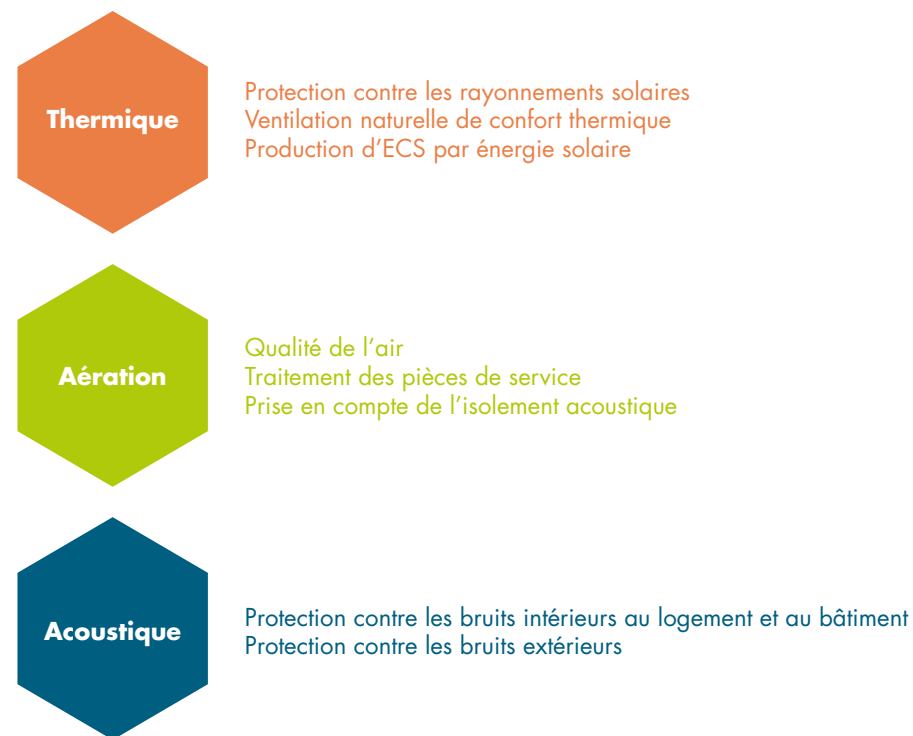 Thermique
Protection contre les rayonnements solaires
Ventilation naturelle de confort thermique
Production d’ECS par énergie solaire
Aération
Qualité de l’air
Traitement des pièces de service
Prise en compte de l’isolement acoustique
Acoustique
Protection contre les bruits intérieurs au logement et au bâtiment
Protection contre les bruits extérieurs